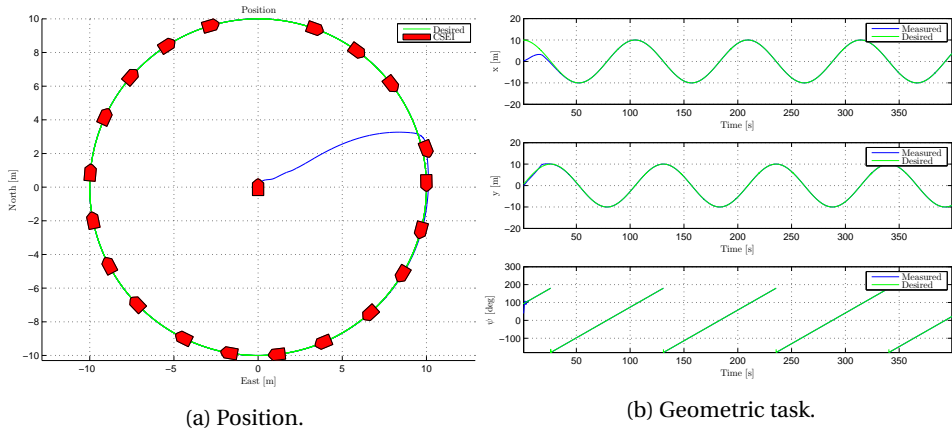 Position
Desired
CSEI
10
8
6
4
2
0
−2
−4
−6
−8
−10
North [m]
−10
−5
0
5
10
East [m]
(a) Position.
Measured
Desired
20
10
0
−10
−20
x [m]
50
100
150
200
250
300
350
Time [s]
Measured
Desired
20
10
0
−10
−20
y [m]
50
100
150
200
250
300
350
Time [s]
Measured
Desired
300
200
100
0
−100
ψ [deg]
50
100
150
200
250
300
350
Time [s]
(b) Geometric task.